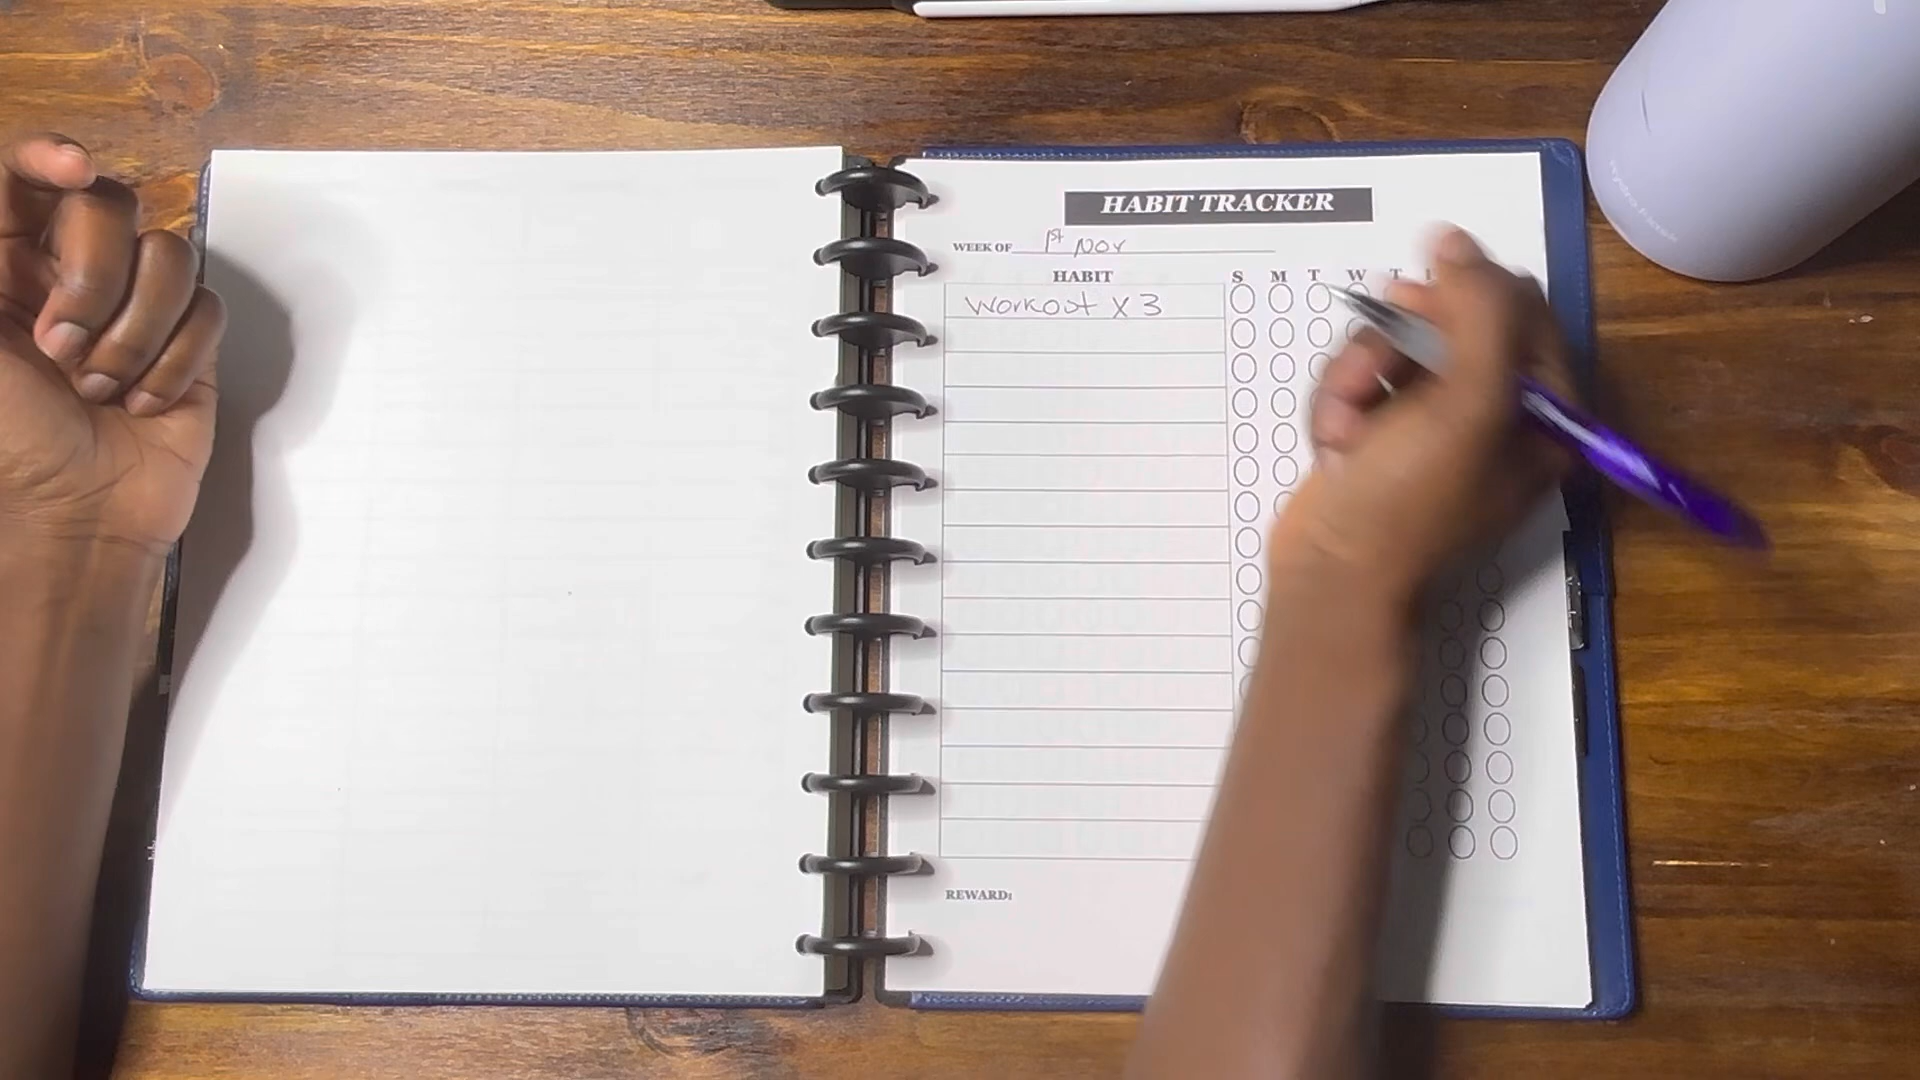 HABIT TRACKER
WEEK OF 1st Nov
HABIT S M T W T
Workout X 3
REWARD: